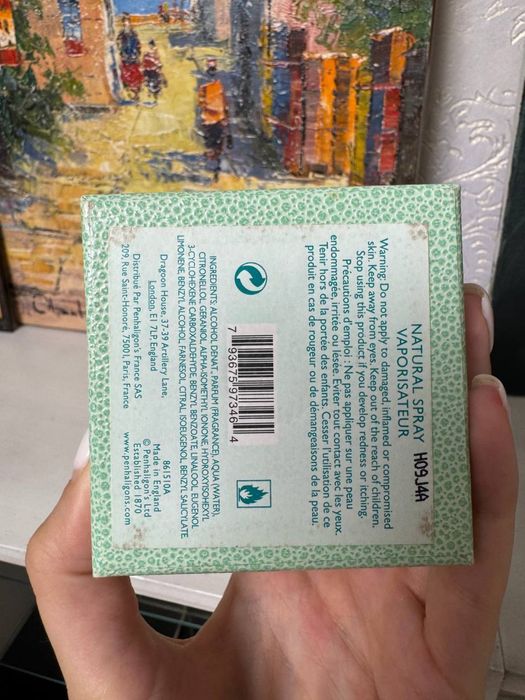 NATURAL SPRAY H09J4A
VAPORISATEUR
Warning: Do not apply to damaged, inflamed or compromised
skin. Keep away from eyes. Keep out of the reach of children.
Stop using this product if you develop redness or itching.
Précautions d'emploi : Ne pas appliquer sur une peau
endommagée, irritée ou lésée. Éviter tout contact avec les yeux.
Tenir hors de la portée des enfants. Cesser l'utilisation de ce
produit en cas de rougeur ou de démangeaisons de la peau.
7 93675 97346 4
INGREDIENTS: ALCOHOL DENAT., PARFUM (FRAGRANCE), AQUA (WATER),
CITRONELLOL, GERANIOL, ALPHA-ISOMETHYL IONONE, HYDROXYISOHEXYL
3-CYCLOHEXENE CARBOXALDEHYDE, BENZYL BENZOATE, LINALOOL, EUGENOL,
LIMONENE, BENZYL ALCOHOL, FARNESOL, CITRAL, ISOEUGENOL, BENZYL SALICYLATE
861510A
Dragoon House, 37-39 Artillery Lane,
London, E1 7LP, England
Made in England
© Penhaligon's Ltd
Established 1870
Distribué Par Penhaligon's France SAS
209, Rue Saint-Honoré, 75001 Paris, France
www.penhaligons.com